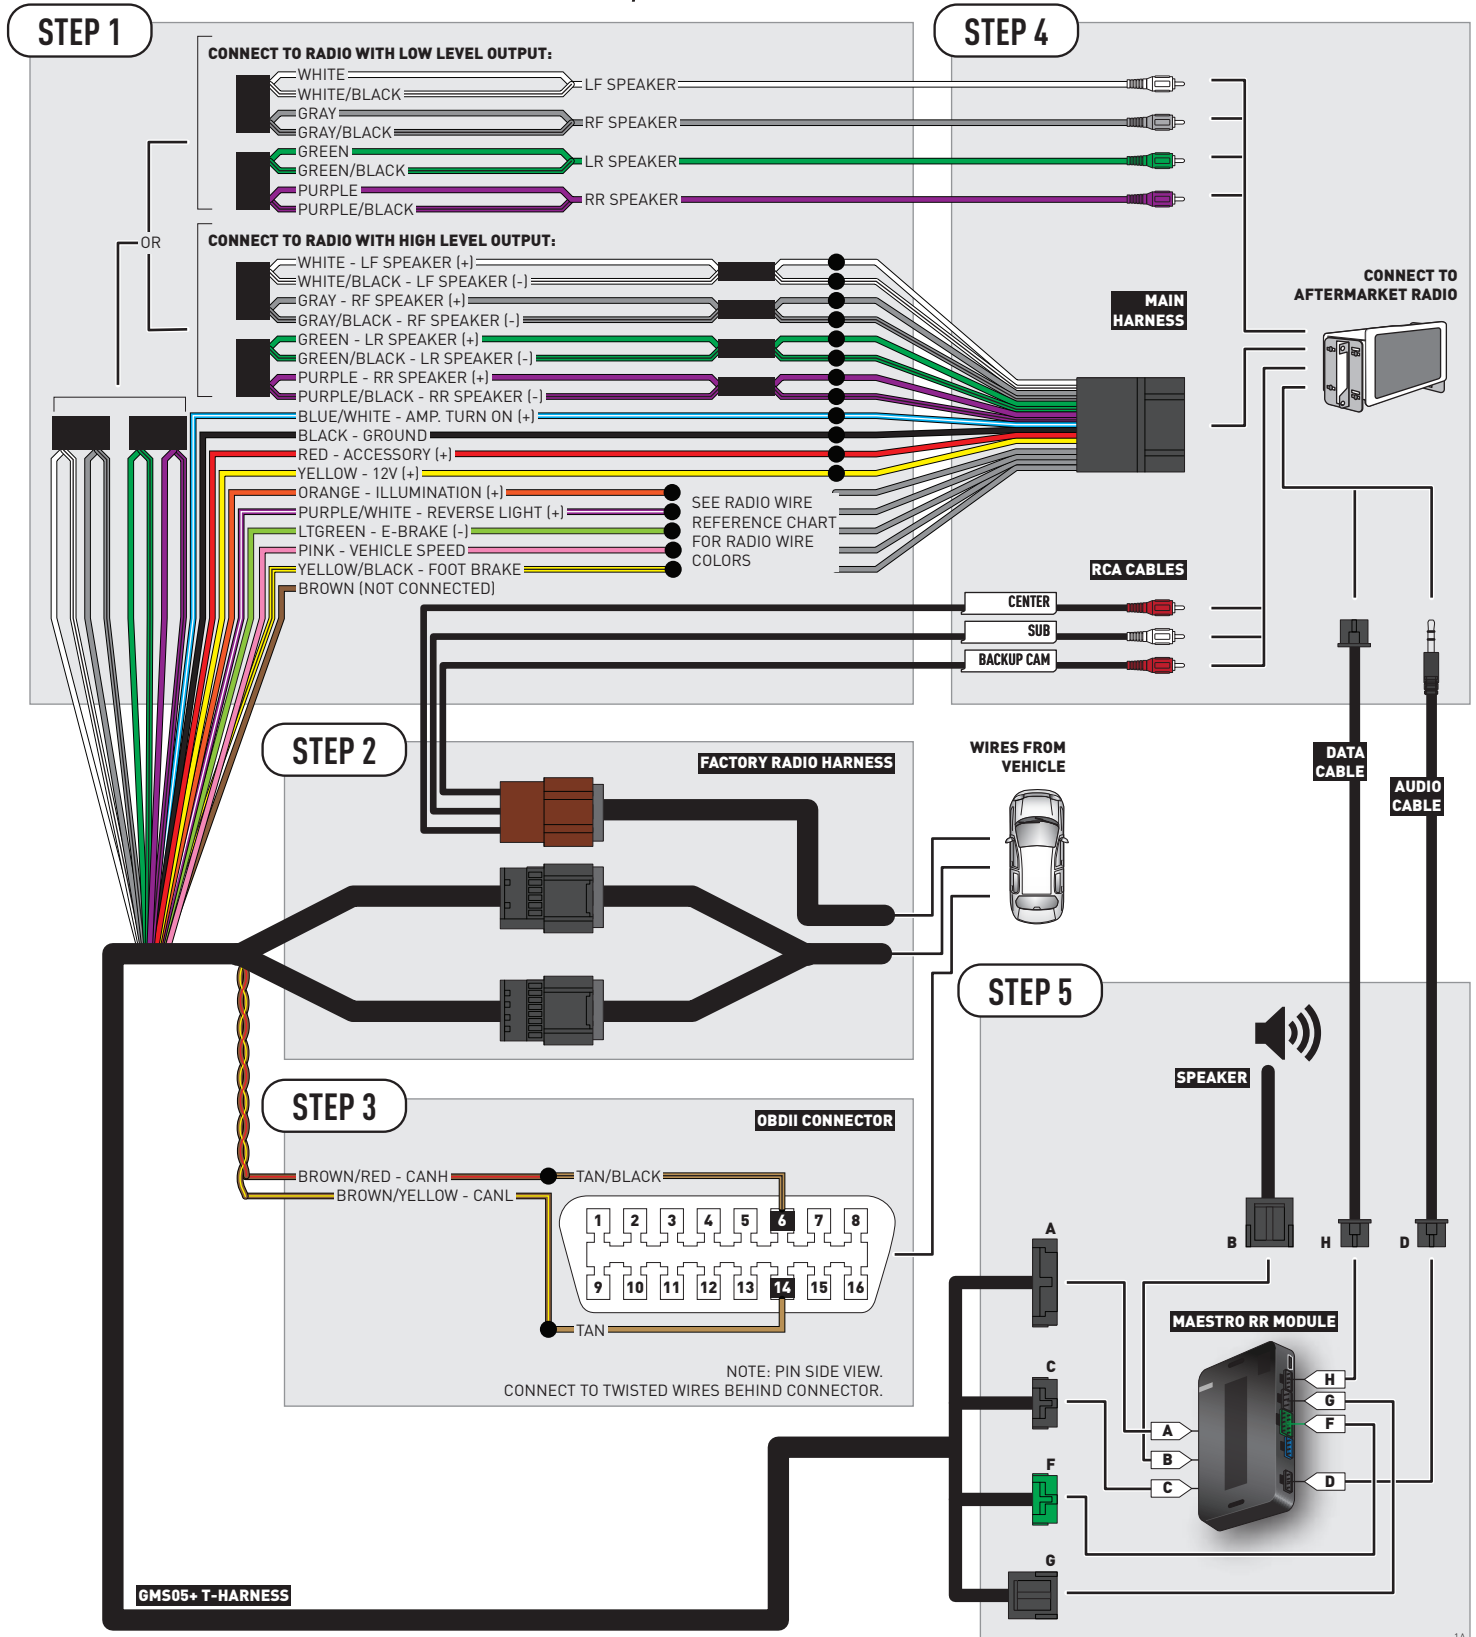 STEP 1
CONNECT TO RADIO WITH LOW LEVEL OUTPUT:
WHITE
WHITE/BLACK
LF SPEAKER
GRAY
GRAY/BLACK
RF SPEAKER
GREEN
GREEN/BLACK
LR SPEAKER
PURPLE
PURPLE/BLACK
RR SPEAKER
OR
CONNECT TO RADIO WITH HIGH LEVEL OUTPUT:
WHITE - LF SPEAKER (+)
WHITE/BLACK - LF SPEAKER (-)
GRAY - RF SPEAKER (+)
GRAY/BLACK - RF SPEAKER (-)
GREEN - LR SPEAKER (+)
GREEN/BLACK - LR SPEAKER (-)
PURPLE - RR SPEAKER (+)
PURPLE/BLACK - RR SPEAKER (-)
BLUE/WHITE - AMP. TURN ON (+)
BLACK - GROUND
RED - ACCESSORY (+)
YELLOW - 12V (+)
ORANGE - ILLUMINATION (+)
PURPLE/WHITE - REVERSE LIGHT (+)
LTGREEN - E-BRAKE (-)
PINK - VEHICLE SPEED
YELLOW/BLACK - FOOT BRAKE
BROWN (NOT CONNECTED)
SEE RADIO WIRE
REFERENCE CHART
FOR RADIO WIRE
COLORS
STEP 4
MAIN
HARNESS
CONNECT TO
AFTERMARKET RADIO
RCA CABLES
CENTER
SUB
BACKUP CAM
DATA
CABLE
AUDIO
CABLE
STEP 2
FACTORY RADIO HARNESS
WIRES FROM
VEHICLE
STEP 3
OBDII CONNECTOR
BROWN/RED - CANH
TAN/BLACK
BROWN/YELLOW - CANL
1 2 3 4 5 6 7 8
9 10 11 12 13 14 15 16
TAN
NOTE: PIN SIDE VIEW.
CONNECT TO TWISTED WIRES BEHIND CONNECTOR.
STEP 5
SPEAKER
B
H
D
A
C
F
G
MAESTRO RR MODULE
H
G
F
D
A
B
C
GMS05+ T-HARNESS